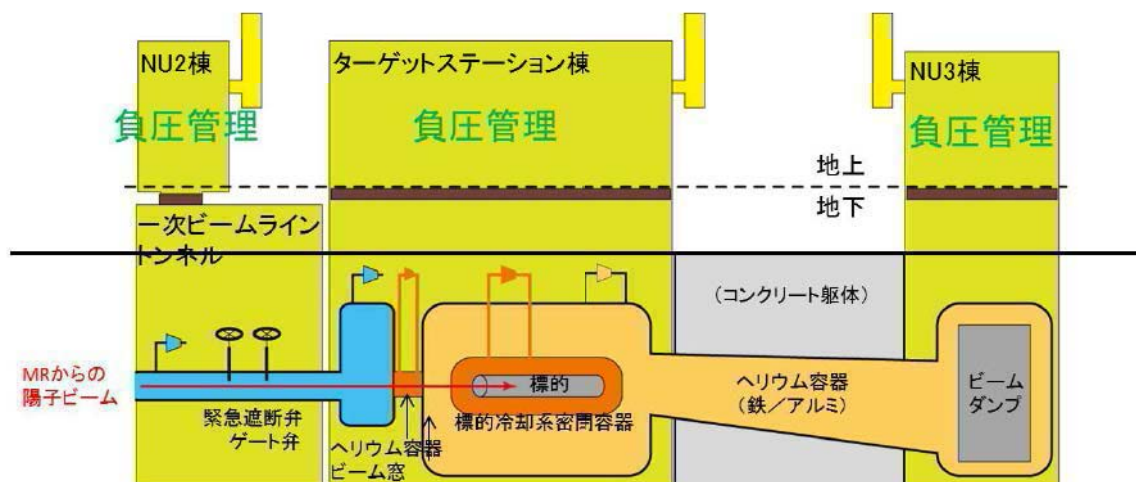 NU2棟
ターゲットステーション棟
NU3棟
負圧管理
負圧管理
負圧管理
地上
地下
一次ビームライン
トンネル
(コンクリート躯体)
MRからの
陽子ビーム
標的
ヘリウム容器
(鉄/アルミ)
ビーム
ダンプ
緊急遮断弁
ゲート弁
標的冷却系密閉容器
ヘリウム容器
ビーム窓